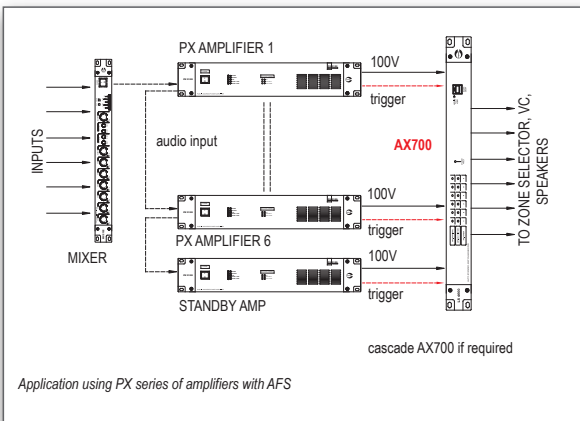 PX AMPLIFIER 1
100V
trigger
INPUTS
audio input
AX700
TO ZONE SELECTOR, VC,
SPEAKERS
MIXER
100V
PX AMPLIFIER 6
trigger
100V
STANDBY AMP
trigger
cascade AX700 if required
Application using PX series of amplifiers with AFS